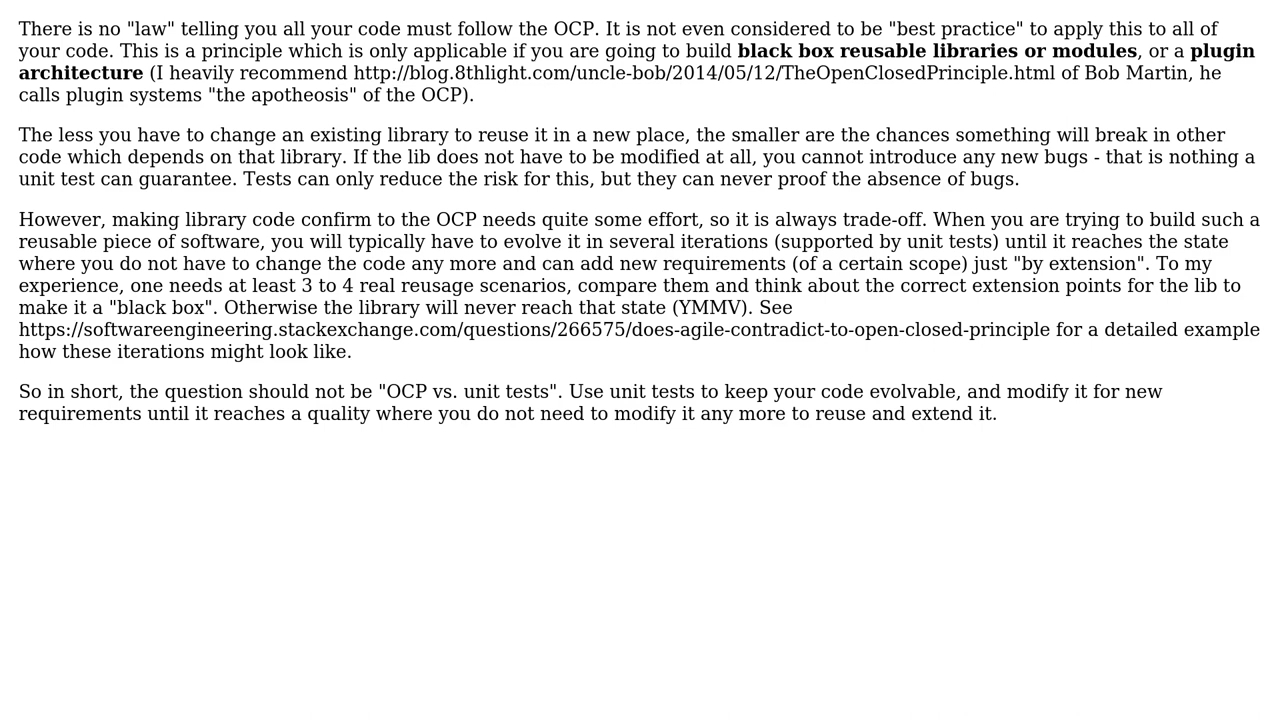 There is no "law" telling you all your code must follow the OCP. It is not even considered to be "best practice" to apply this to all of
your code. This is a principle which is only applicable if you are going to build black box reusable libraries or modules, or a plugin
architecture (I heavily recommend http://blog.8thlight.com/uncle-bob/2014/05/12/TheOpenClosedPrinciple.html of Bob Martin, he
calls plugin systems "the apotheosis" of the OCP).
The less you have to change an existing library to reuse it in a new place, the smaller are the chances something will break in other
code which depends on that library. If the lib does not have to be modified at all, you cannot introduce any new bugs - that is nothing a
unit test can guarantee. Tests can only reduce the risk for this, but they can never proof the absence of bugs.
However, making library code confirm to the OCP needs quite some effort, so it is always trade-off. When you are trying to build such a
reusable piece of software, you will typically have to evolve it in several iterations (supported by unit tests) until it reaches the state
where you do not have to change the code any more and can add new requirements (of a certain scope) just "by extension". To my
experience, one needs at least 3 to 4 real reusage scenarios, compare them and think about the correct extension points for the lib to
make it a "black box". Otherwise the library will never reach that state (YMMV). See
https://softwareengineering.stackexchange.com/questions/266575/does-agile-contradict-to-open-closed-principle for a detailed example
how these iterations might look like.
So in short, the question should not be "OCP vs. unit tests". Use unit tests to keep your code evolvable, and modify it for new
requirements until it reaches a quality where you do not need to modify it any more to reuse and extend it.